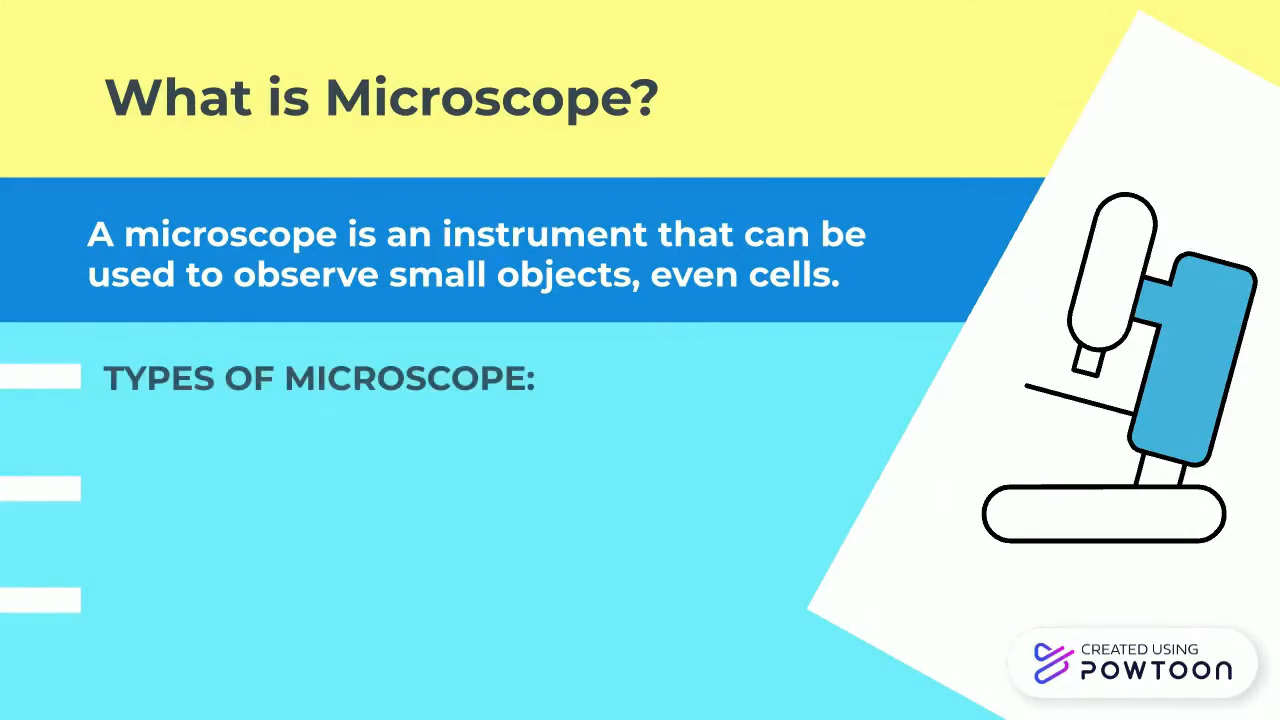 What is Microscope?
A microscope is an instrument that can be
used to observe small objects, even cells.
TYPES OF MICROSCOPE:
CREATED USING
POWTOON